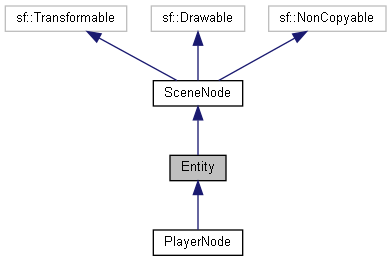 sf::Transformable
sf::Drawable
sf::NonCopyable
SceneNode
Entity
PlayerNode